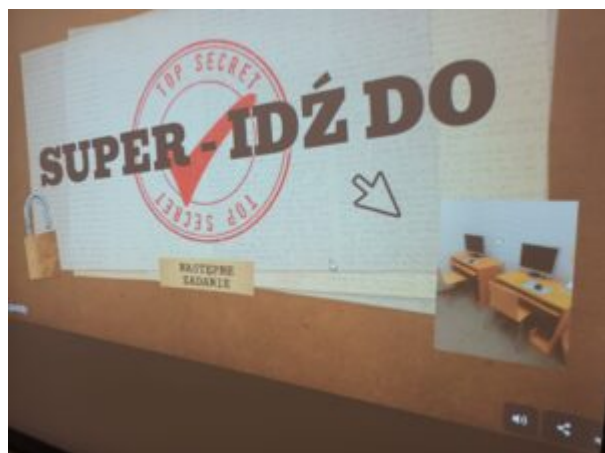 TOP SECRET
SUPER - IDŹ DO
TOP SECRET
NASTĘPNE
ZADANIE